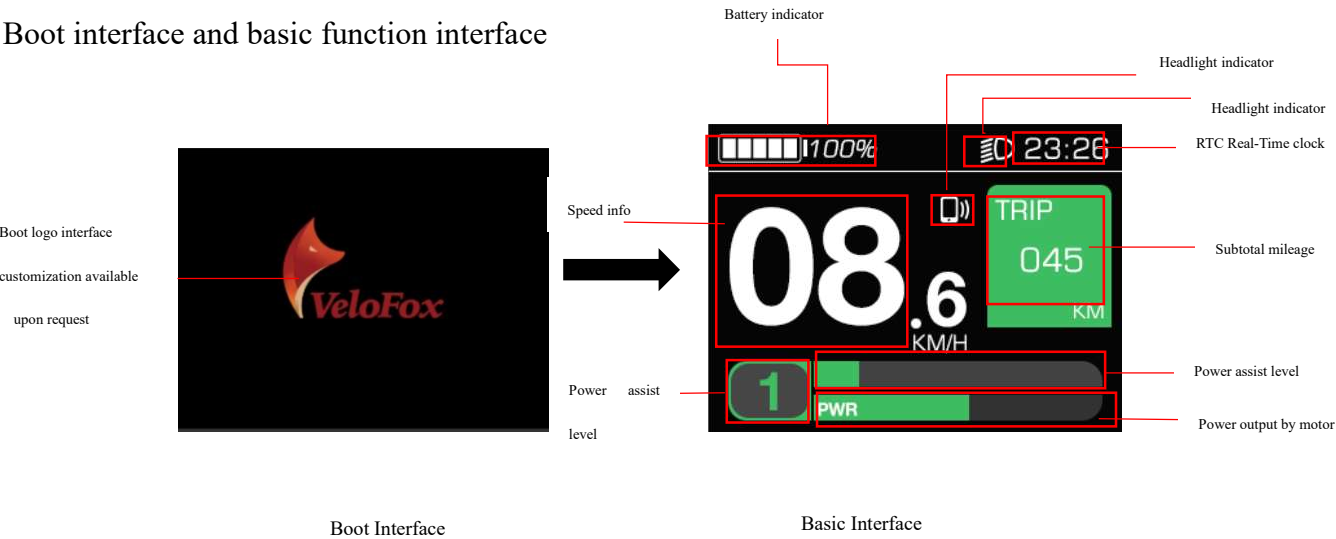 Battery indicator
Boot interface and basic function interface
Headlight indicator
Headlight indicator
RTC Real-Time clock
100%
23:26
Boot logo interface
customization available
upon request
VeloFox
Speed info
08.6
KM/H
TRIP
045
KM
Subtotal mileage
Power assist
level
1
PWR
Power assist level
Power output by motor
Boot Interface
Basic Interface